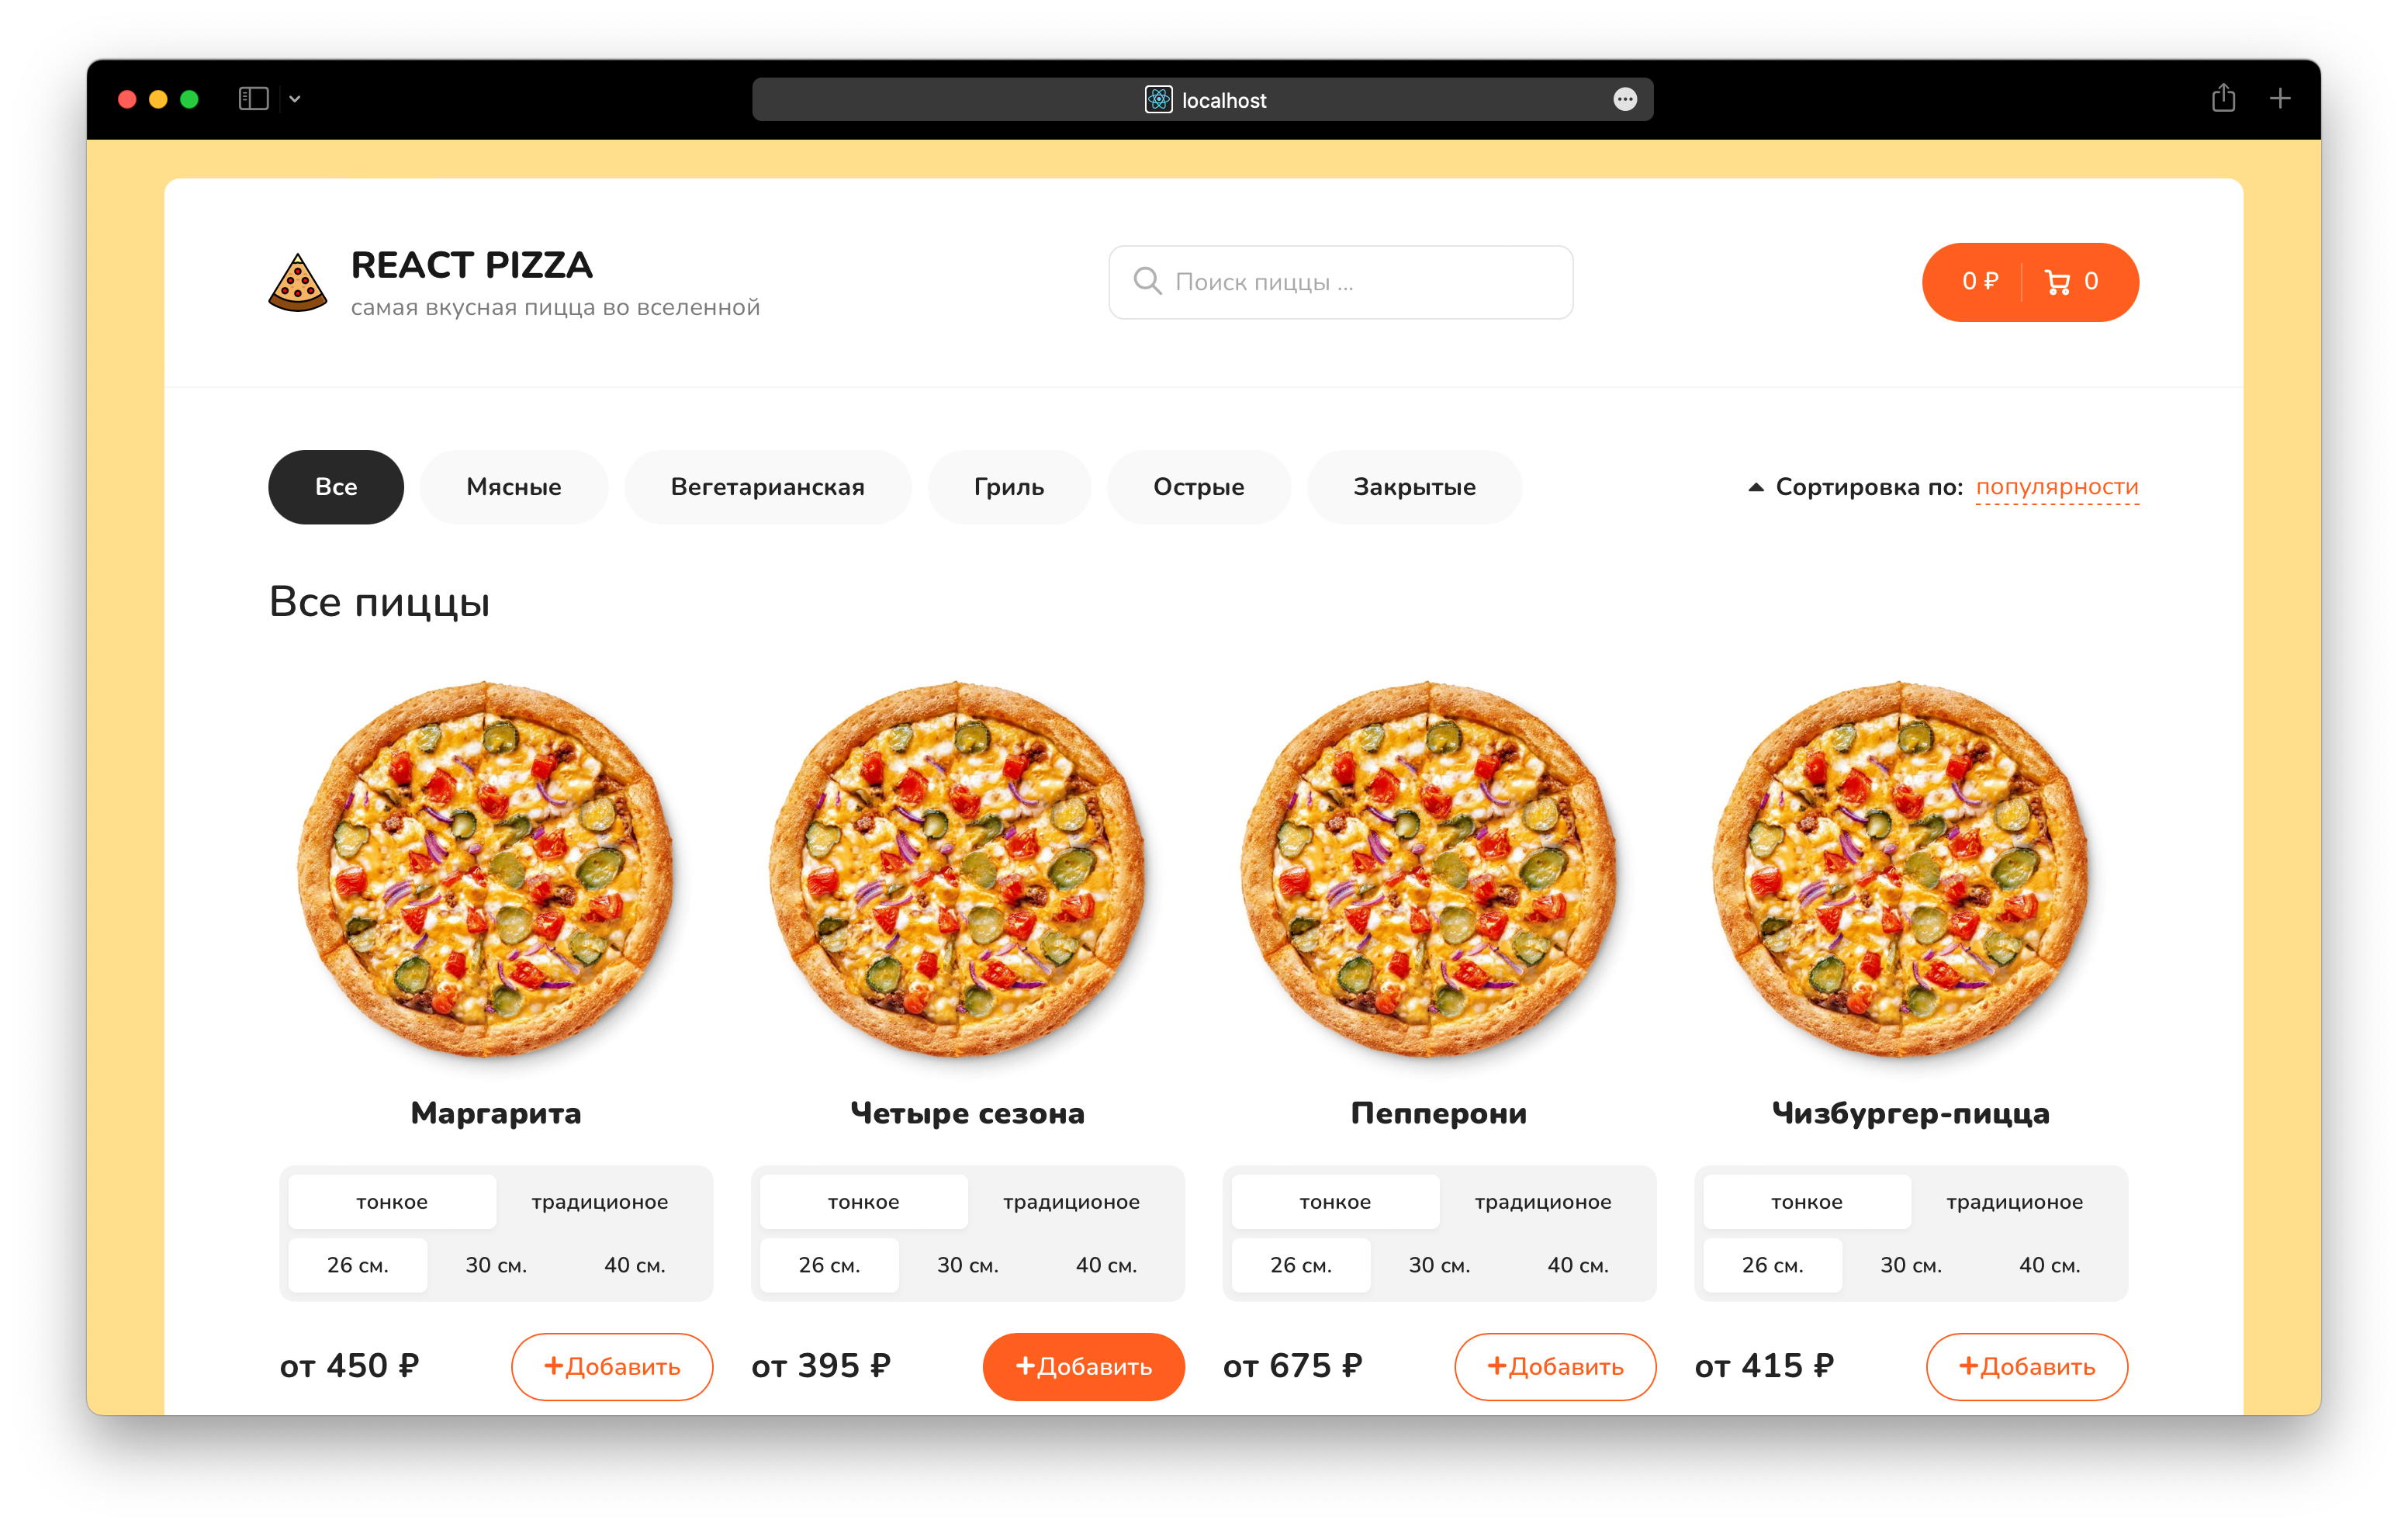 localhost
REACT PIZZA
самая вкусная пицца во вселенной
Поиск пиццы ...
0 ₽ 0
Все Мясные Вегетарианская Гриль Острые Закрытые Сортировка по: популярности
Все пиццы
Маргарита Четыре сезона Пепперони Чизбургер-пицца
тонкое традиционое тонкое традиционое тонкое традиционое тонкое традиционое
26 см. 30 см. 40 см. 26 см. 30 см. 40 см. 26 см. 30 см. 40 см. 26 см. 30 см. 40 см.
от 450 ₽ +Добавить от 395 ₽ +Добавить от 675 ₽ +Добавить от 415 ₽ +Добавить